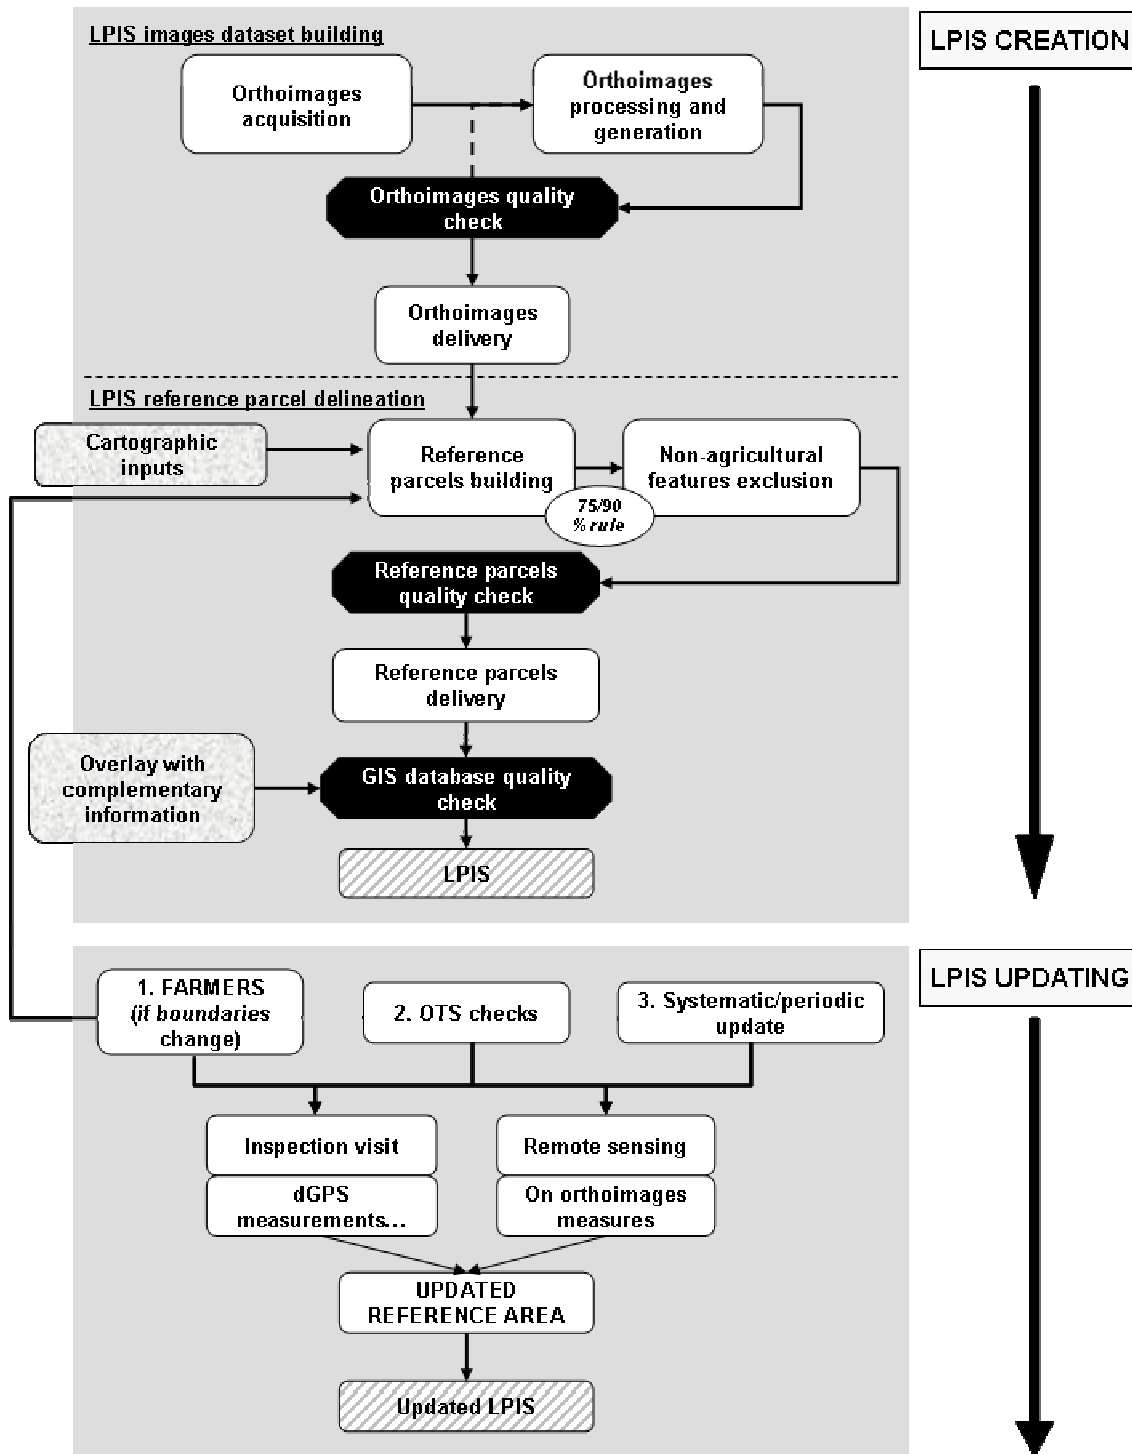 LPIS images dataset building
LPIS CREATION
Orthoimages
acquisition
Orthoimages
processing and
generation
Orthoimages quality
check
Orthoimages
delivery
LPIS reference parcel delineation
Cartographic
inputs
Reference
parcels building
Non-agricultural
features exclusion
75/90
% rule
Reference parcels
quality check
Reference parcels
delivery
Overlay with
complementary
information
GIS database quality
check
LPIS
LPIS UPDATING
1. FARMERS
(if boundaries
change)
2. OTS checks
3. Systematic/periodic
update
Inspection visit
Remote sensing
dGPS
measurements...
On orthoimages
measures
UPDATED
REFERENCE AREA
Updated LPIS